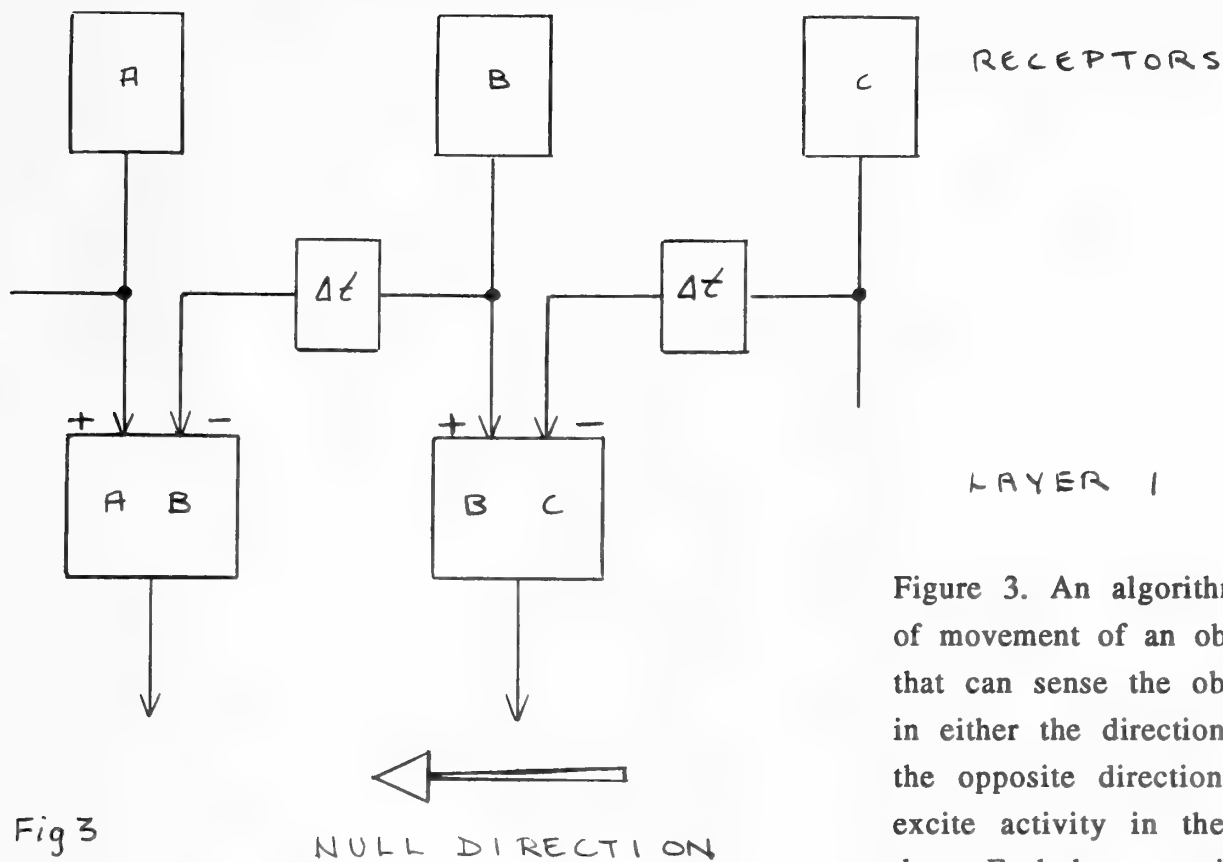 A
B
C
RECEPTORS
Δt
Δt
+ -
+ -
A B
B C
LAYER 1
Figure 3. An algorithm
of movement of an ob
that can sense the ob
in either the direction
the opposite direction
excite activity in the
Fig 3
NULL DIRECTION